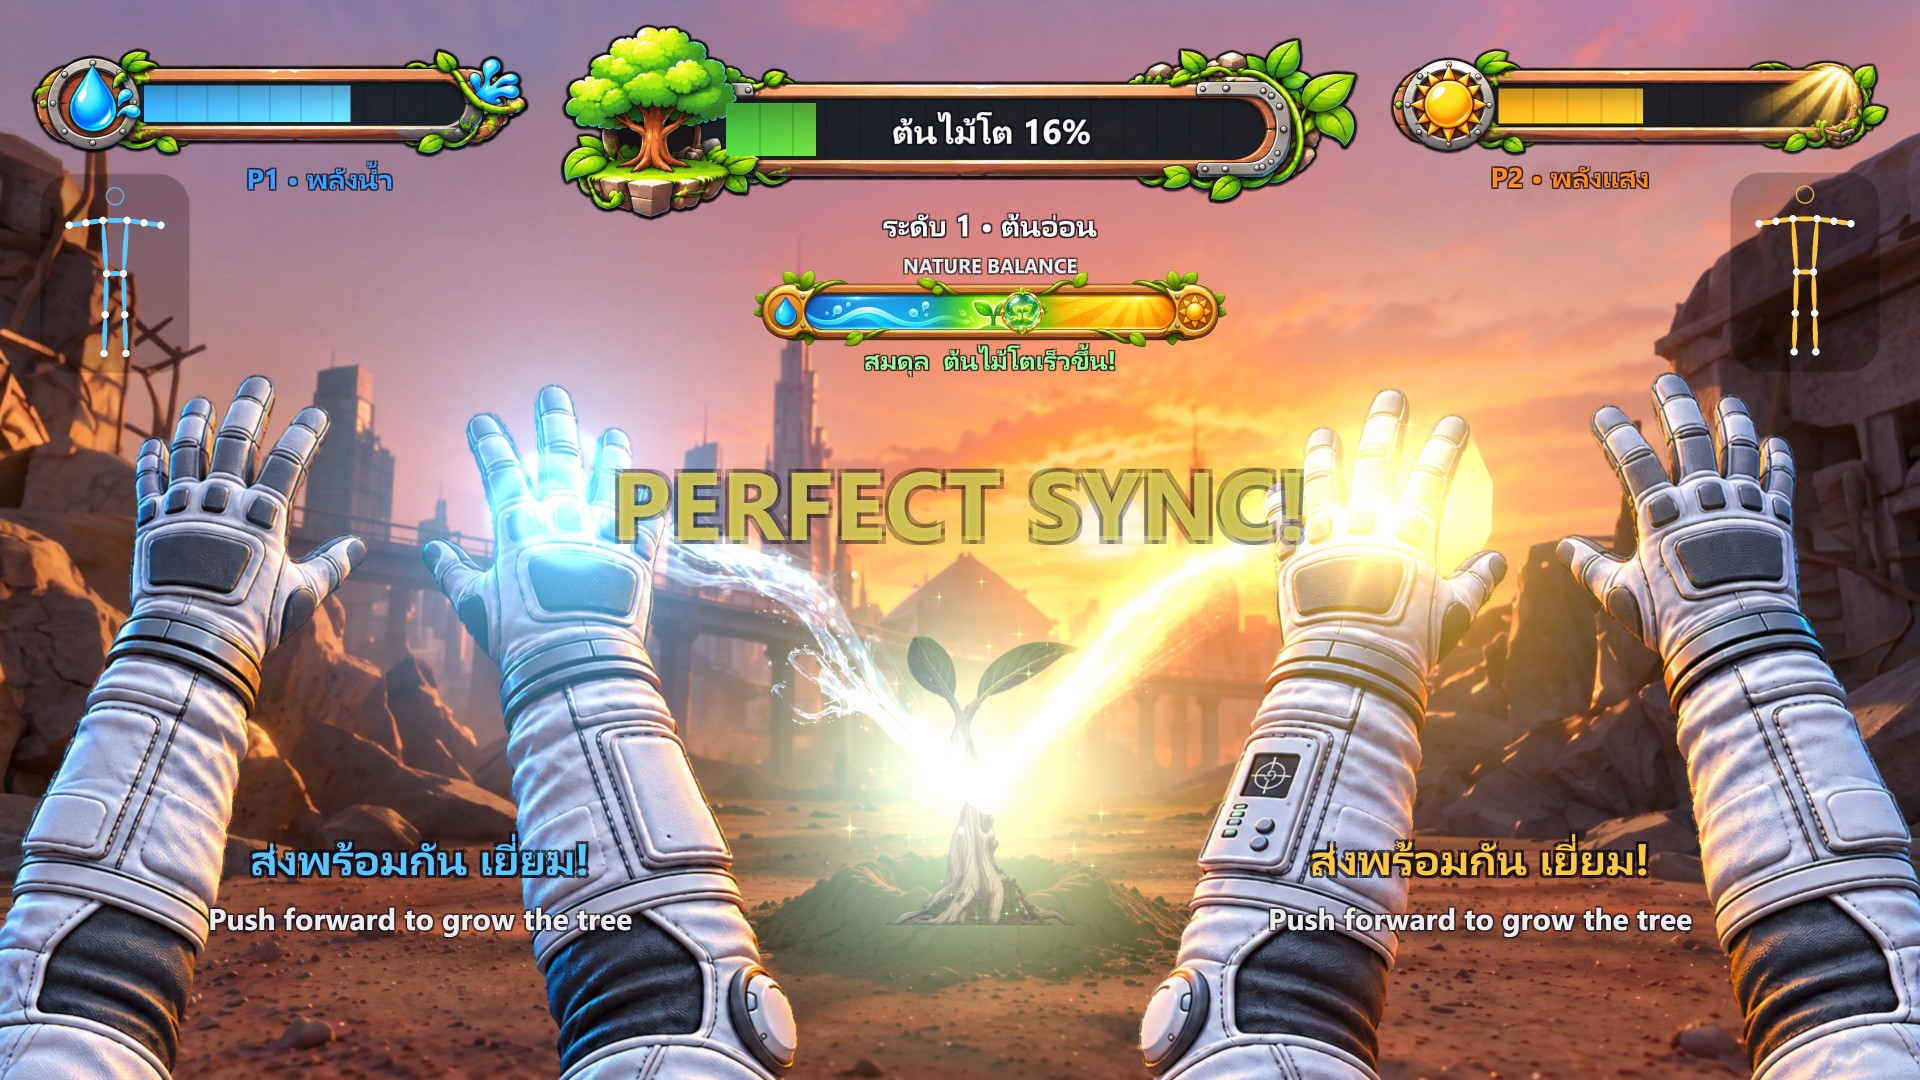 ต้นไม้โต 16%
P1 • พลังน้ำ
P2 • พลังแสง
ระดับ 1 • ต้นอ่อน
NATURE BALANCE
สมดุล ต้นไม้โตเร็วขึ้น!
PERFECT SYNC!
ส่งพร้อมกัน เยี่ยม!
Push forward to grow the tree
ส่งพร้อมกัน เยี่ยม!
Push forward to grow the tree